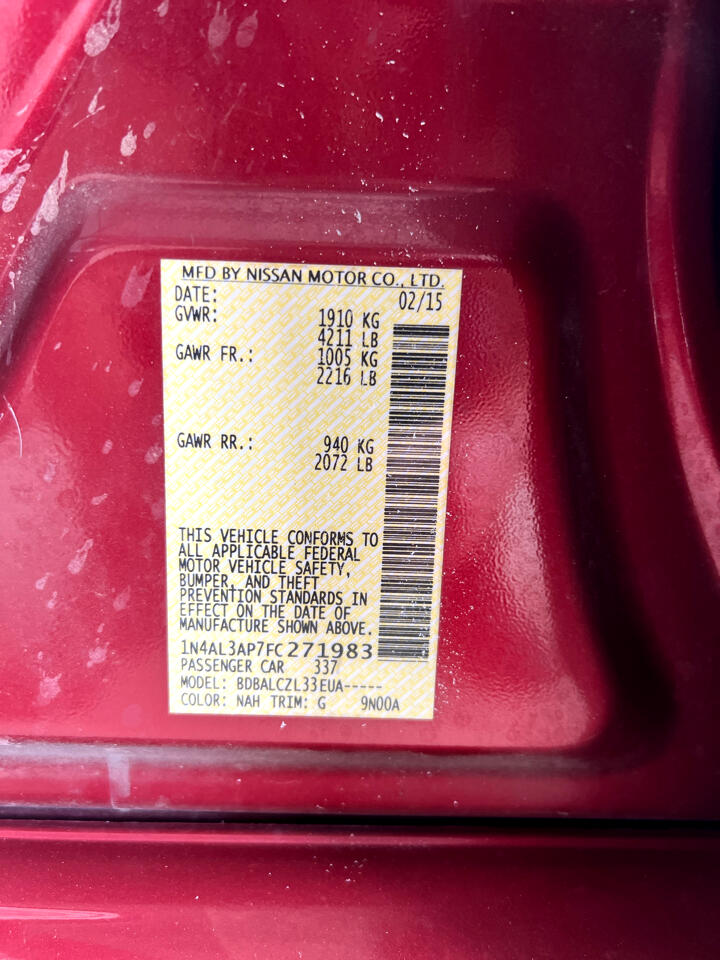 MFD BY NISSAN MOTOR CO., LTD.
DATE: 02/15
GVWR: 1910 KG
4211 LB
GAWR FR.: 1005 KG
2216 LB
GAWR RR.: 940 KG
2072 LB
THIS VEHICLE CONFORMS TO
ALL APPLICABLE FEDERAL
MOTOR VEHICLE SAFETY,
BUMPER, AND THEFT
PREVENTION STANDARDS IN
EFFECT ON THE DATE OF
MANUFACTURE SHOWN ABOVE.
1N4AL3AP7FC271983
PASSENGER CAR 337
MODEL: BDBALCZL33EUA-----
COLOR: NAH TRIM: G 9N00A